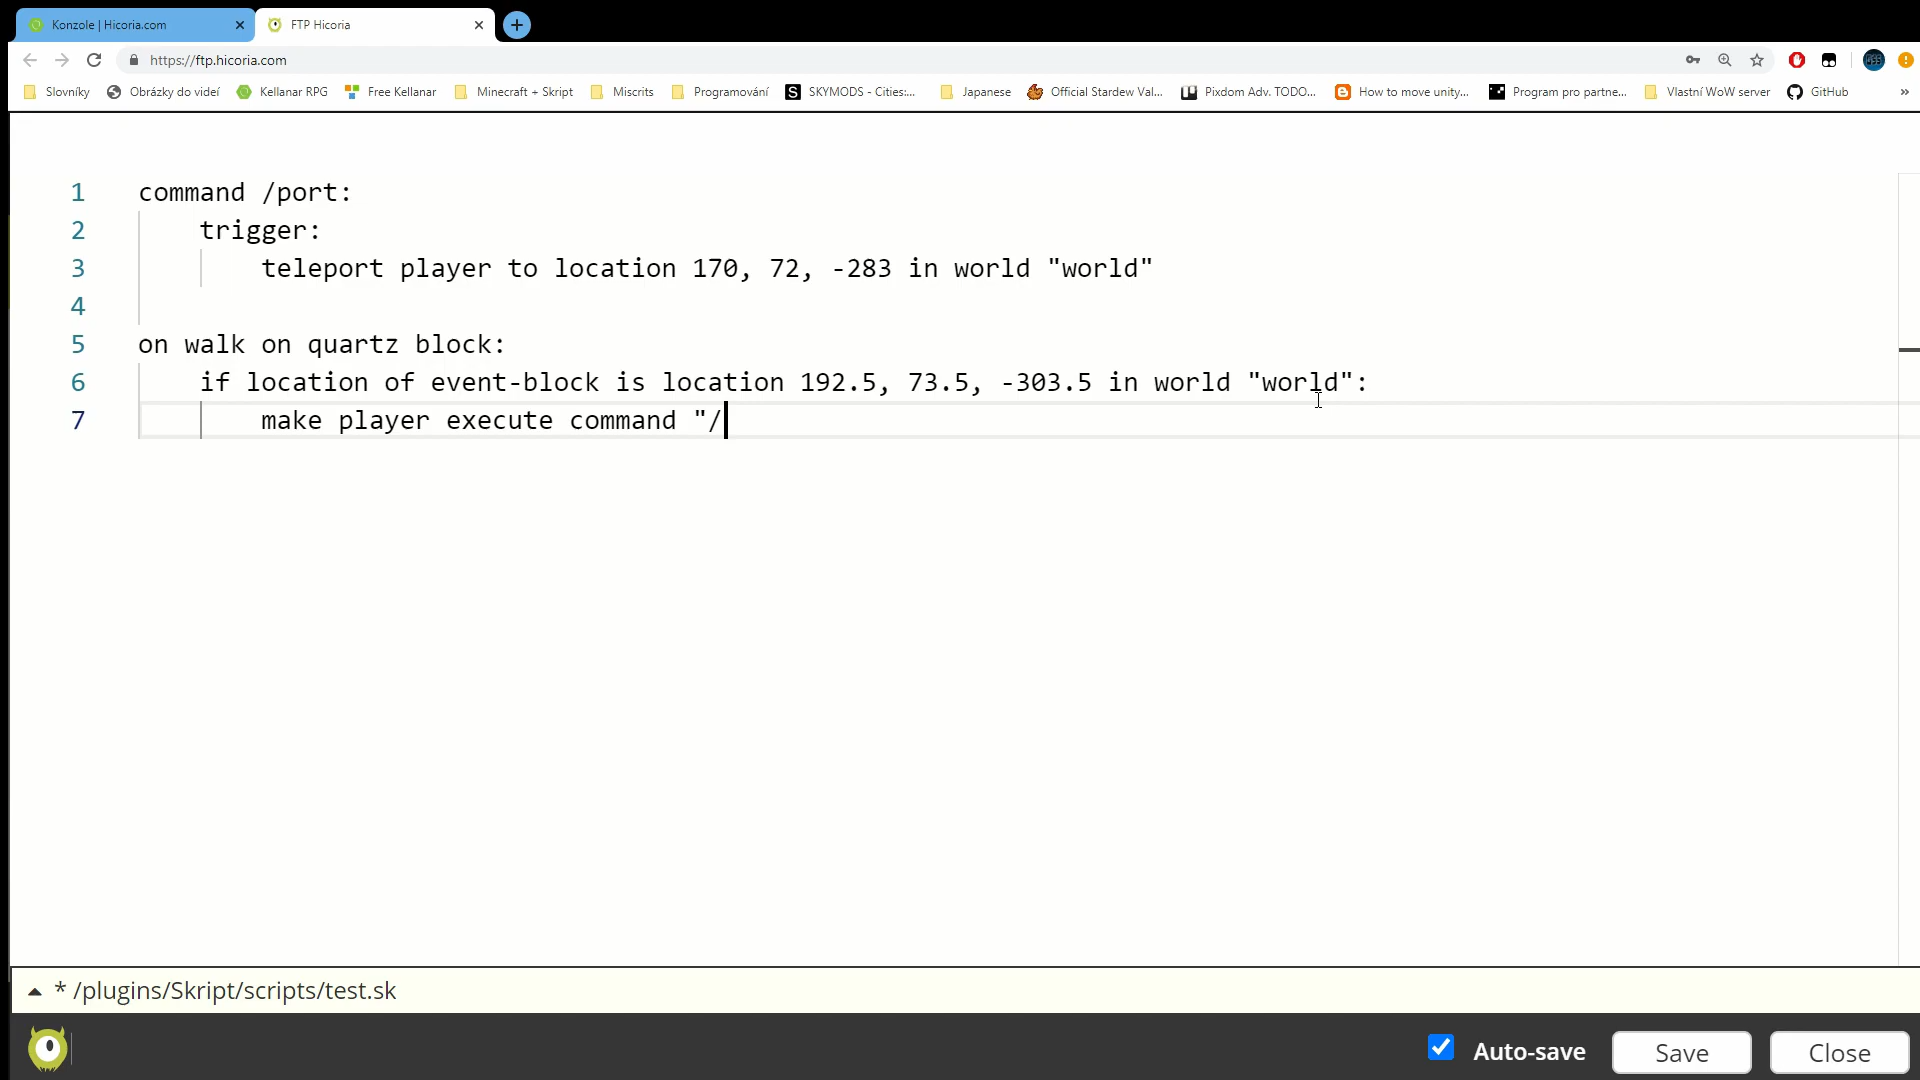 Konzole | Hicoria.com
FTP Hicoria
https://ftp.hicoria.com
Slovníky
Obrázky do videí
Kellanar RPG
Free Kellanar
Minecraft + Skript
Miscrits
Programování
SKYMODS - Cities:...
Japanese
Official Stardew Val...
Pixdom Adv. TODO...
How to move unity...
Program pro partne...
Vlastní WoW server
GitHub
»
1 command /port:
2 trigger:
3 teleport player to location 170, 72, -283 in world "world"
4
5 on walk on quartz block:
6 if location of event-block is location 192.5, 73.5, -303.5 in world "world":
7 make player execute command "/
* /plugins/Skript/scripts/test.sk
Auto-save
Save
Close